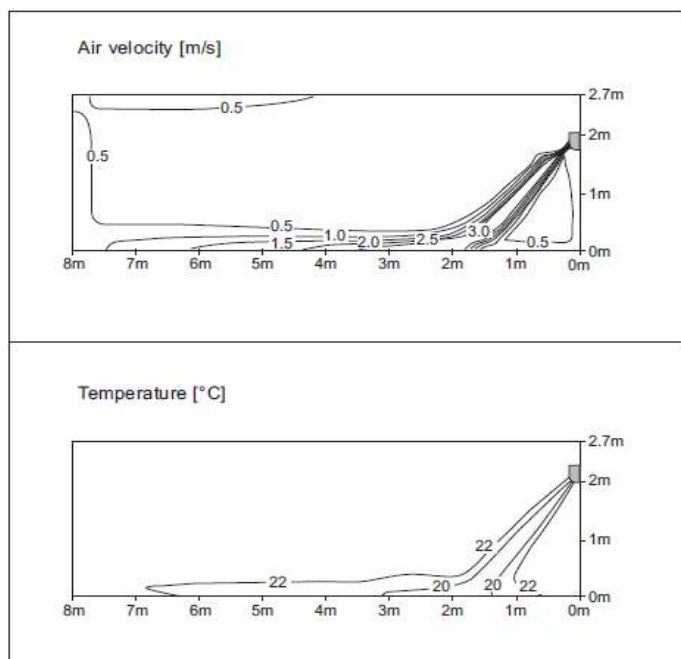 Air velocity [m/s]
2.7m
0.5
2m
0.5
1m
0.5 1.0 2.5 3.0
1.5 2.0 0.5
0m
8m 7m 6m 5m 4m 3m 2m 1m 0m
Temperature [°C]
2.7m
2m
22
1m
22 20 20 22
0m
8m 7m 6m 5m 4m 3m 2m 1m 0m